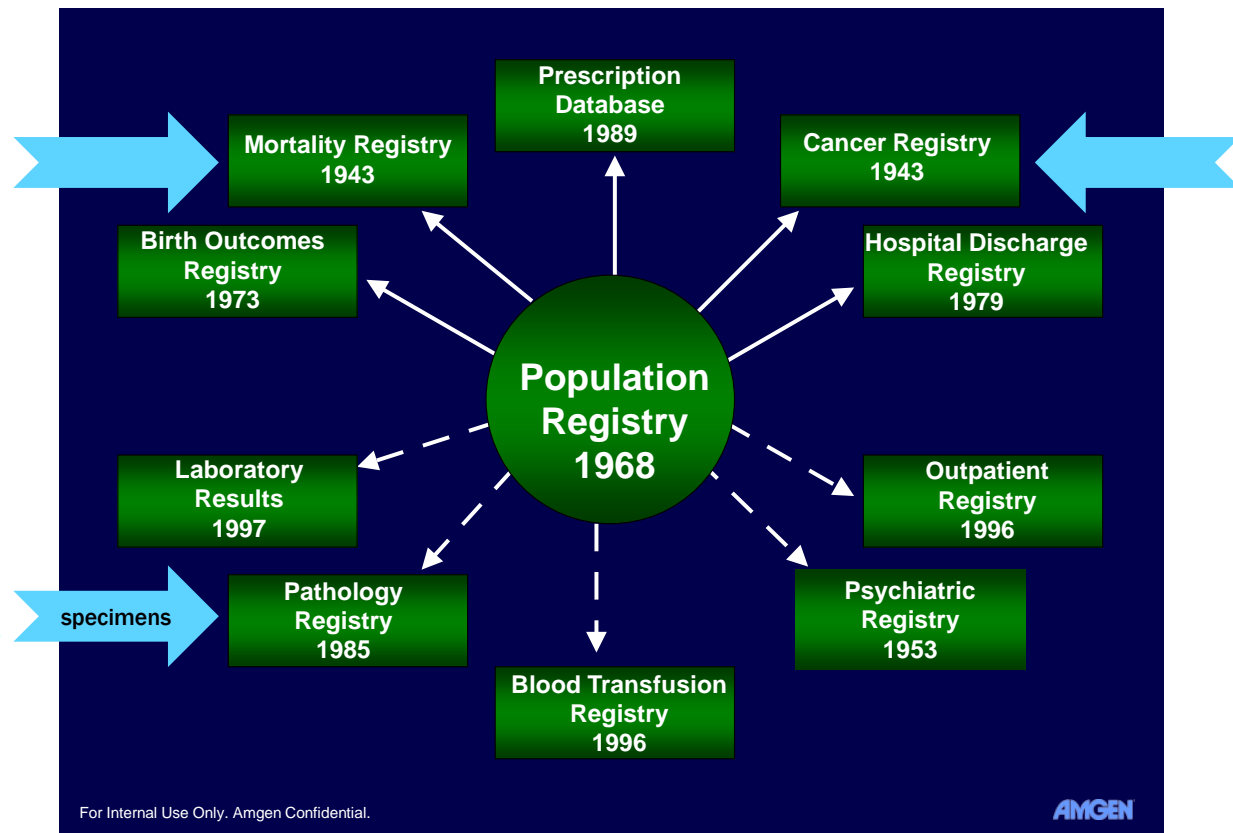 Prescription
Database
1989
Mortality Registry
1943
Cancer Registry
1943
Birth Outcomes
Registry
1973
Hospital Discharge
Registry
1979
Population
Registry
1968
Laboratory
Results
1997
Outpatient
Registry
1996
specimens
Pathology
Registry
1985
Psychiatric
Registry
1953
Blood Transfusion
Registry
1996
For Internal Use Only. Amgen Confidential.
AMGEN